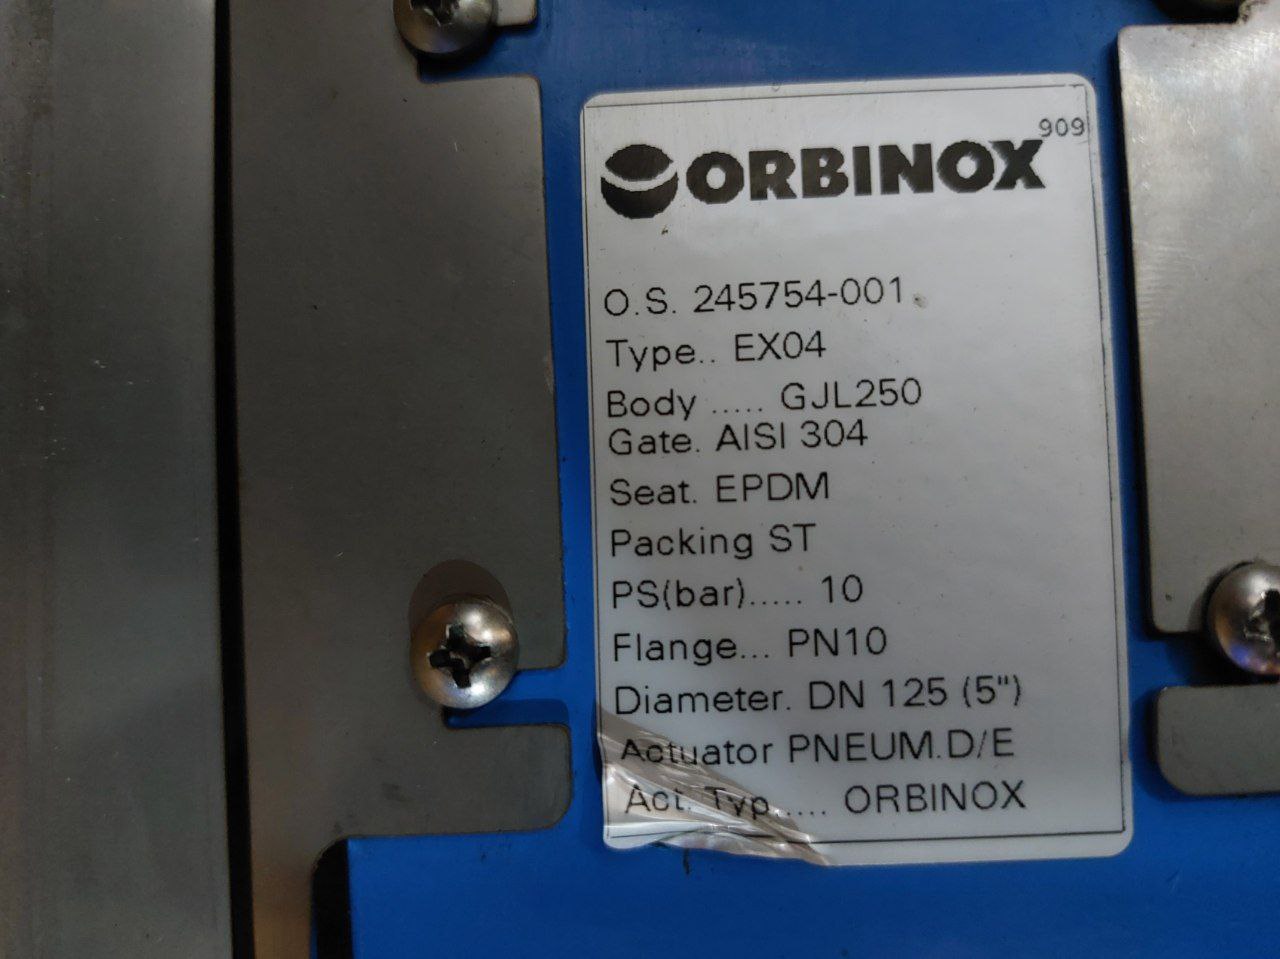 909
ORBINOX
O.S. 245754-001
Type.. EX04
Body ..... GJL250
Gate. AISI 304
Seat. EPDM
Packing ST
PS(bar)..... 10
Flange... PN10
Diameter. DN 125 (5")
Actuator PNEUM.D/E
Act. Typ..... ORBINOX